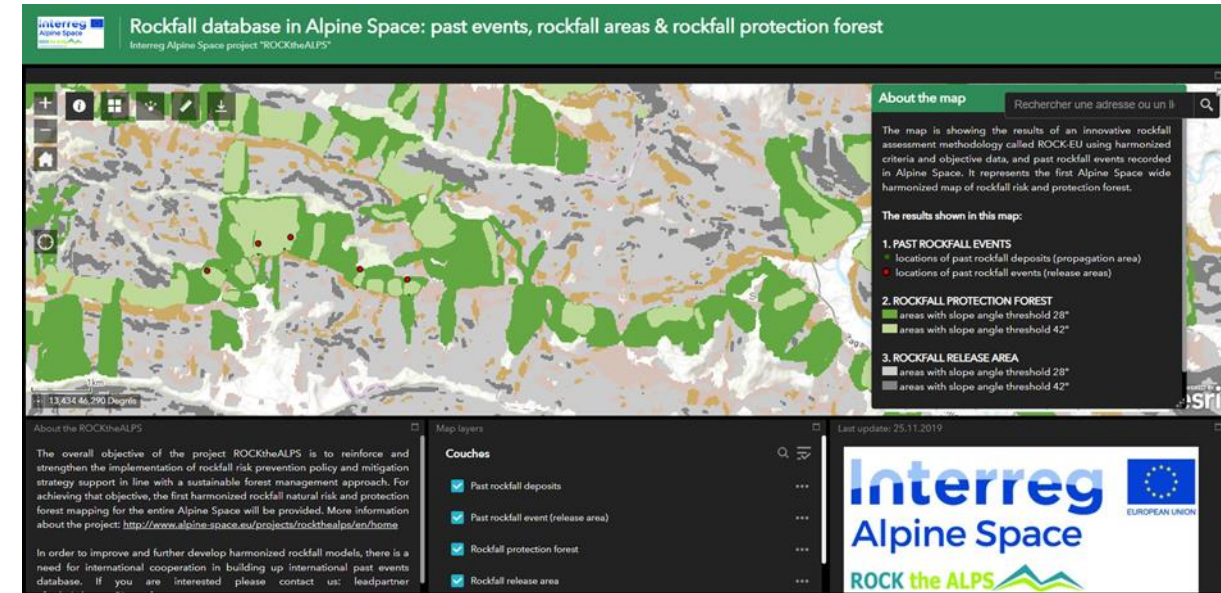 Interreg
Alpine Space
Rockfall database in Alpine Space: past events, rockfall areas & rockfall protection forest
Interreg Alpine Space project "ROCKtheALPS"
About the map
Rechercher une adresse ou un li
The map is showing the results of an innovative rockfall
assessment methodology called ROCK-EU using harmonized
criteria and objective data, and past rockfall events recorded
in Alpine Space. It represents the first Alpine Space wide
harmonized map of rockfall risk and protection forest.
The results shown in this map:
1. PAST ROCKFALL EVENTS
locations of past rockfall deposits (propagation area)
locations of past rockfall events (release areas)
2. ROCKFALL PROTECTION FOREST
areas with slope angle threshold 28°
areas with slope angle threshold 42°
3. ROCKFALL RELEASE AREA
areas with slope angle threshold 28°
areas with slope angle threshold 42°
1km
13,434 46,290 Degrés
esri
About the ROCKtheALPS
The overall objective of the project ROCKtheALPS is to reinforce and
strengthen the implementation of rockfall risk prevention policy and mitigation
strategy support in line with a sustainable forest management approach. For
achieving that objective, the first harmonized rockfall natural risk and protection
forest mapping for the entire Alpine Space will be provided. More information
about the project: http://www.alpine-space.eu/projects/rockthealps/en/home
In order to improve and further develop harmonized rockfall models, there is a
need for international cooperation in building up international past events
database. If you are interested please contact us: leadpartner
Map layers
Couches
Past rockfall deposits
Past rockfall event (release area)
Rockfall protection forest
Rockfall release area
Last update: 25.11.2019
Interreg
EUROPEAN UNION
Alpine Space
ROCK the ALPS